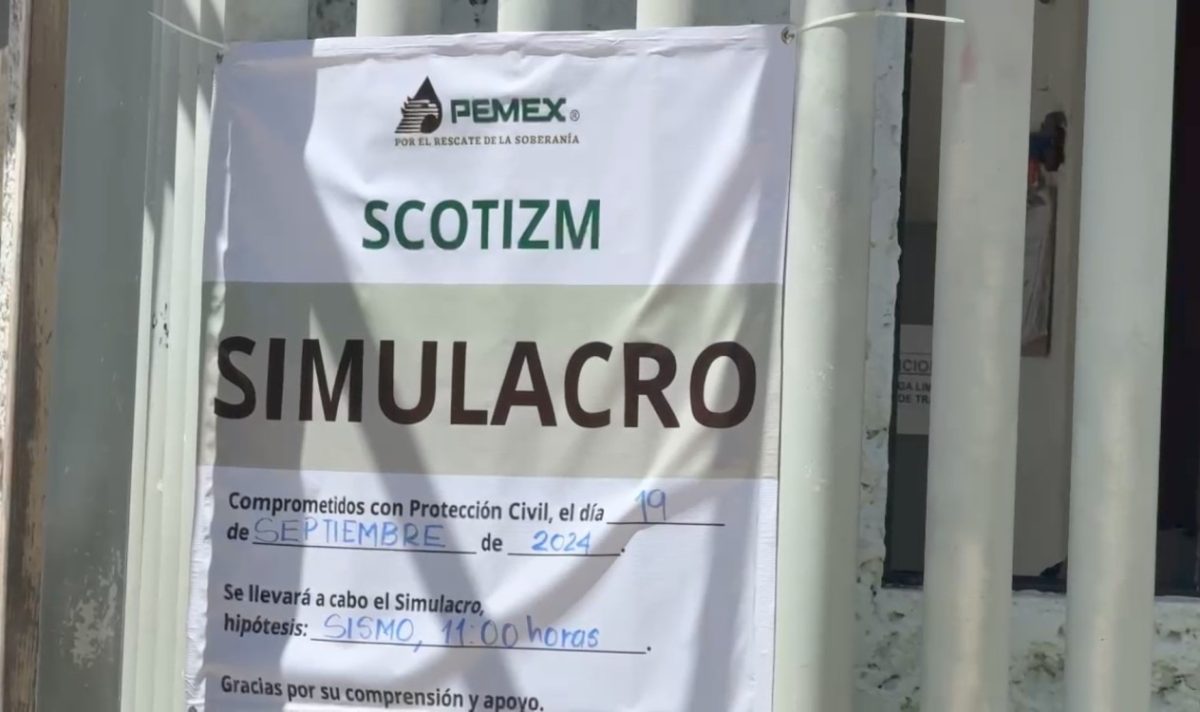 PEMEX®
POR EL RESCATE DE LA SOBERANÍA
SCOTIZM
SIMULACRO
Comprometidos con Protección Civil, el día 19
de SEPTIEMBRE de 2024.
Se llevará a cabo el Simulacro,
hipótesis: SISMO, 11:00 horas.
Gracias por su comprensión y apoyo.